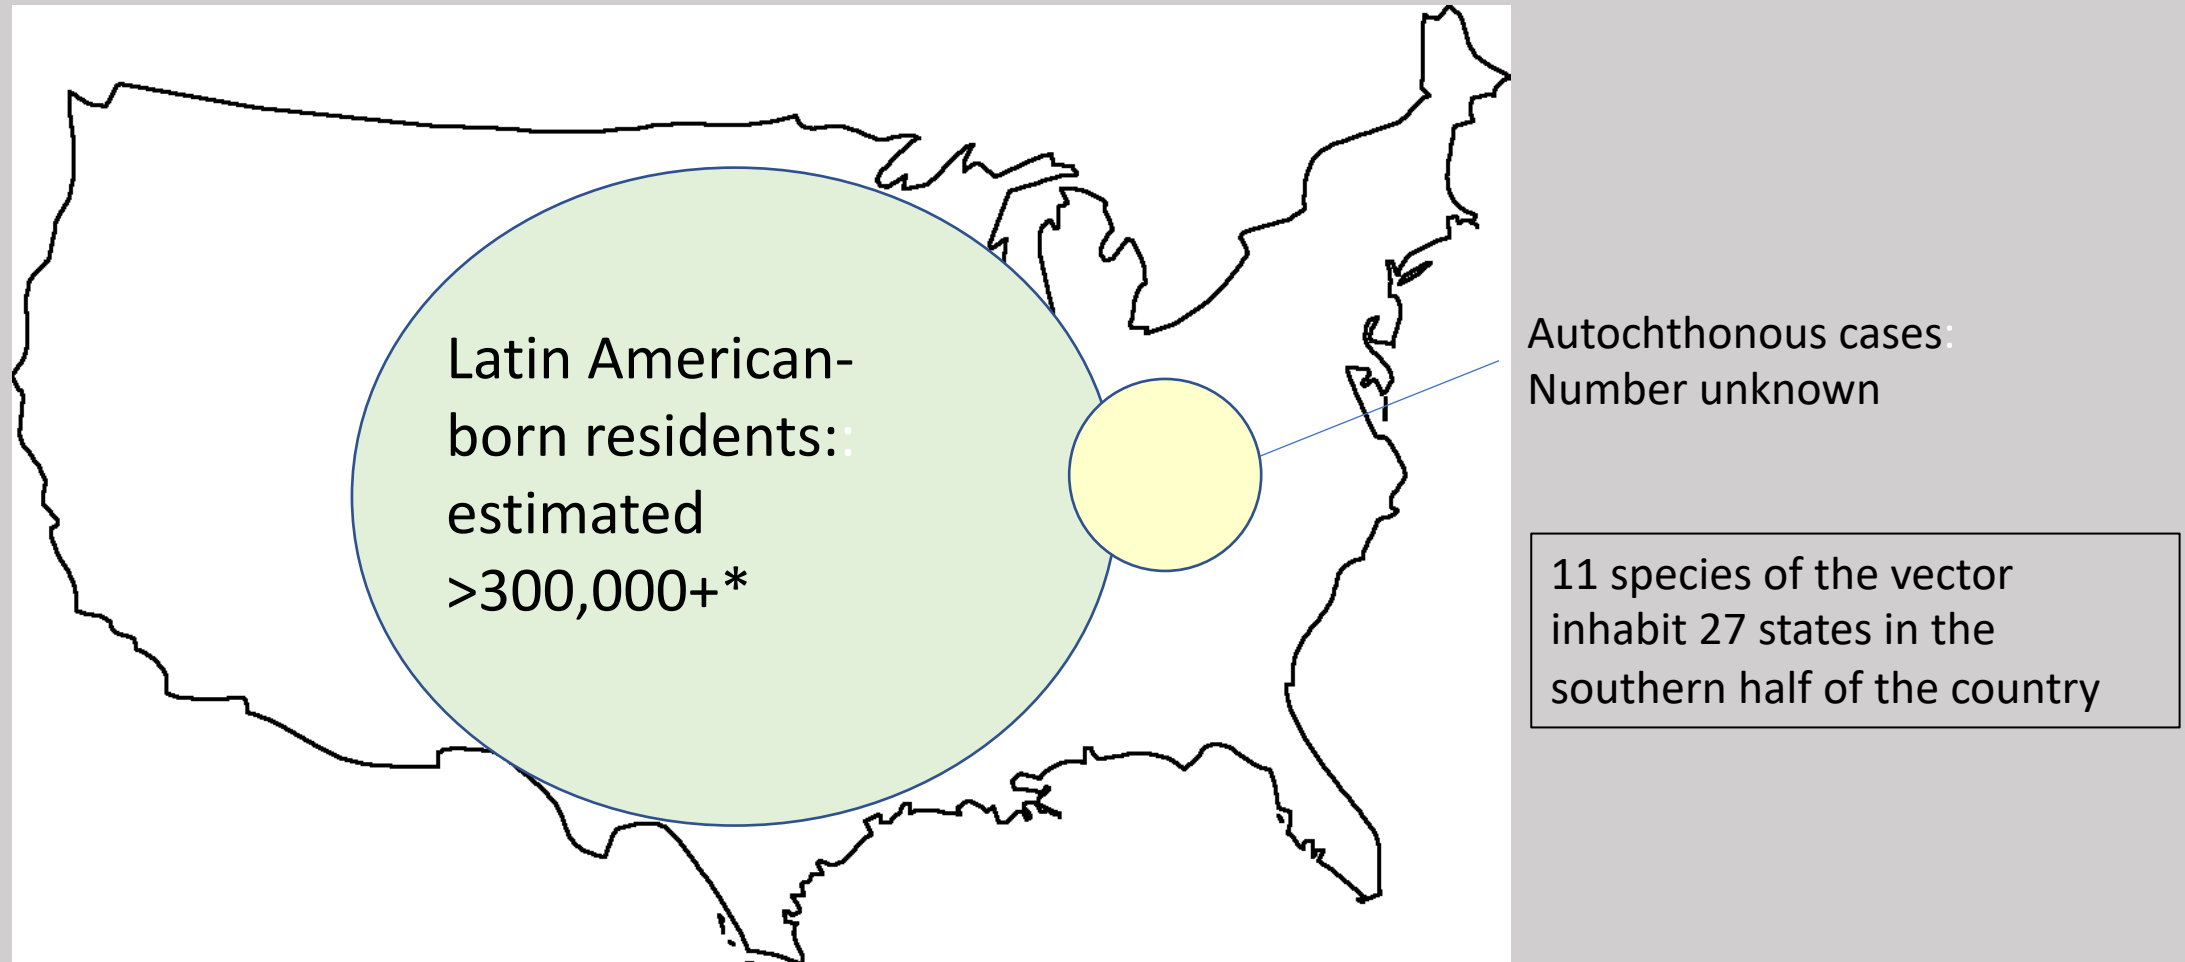 Latin American-
born residents::
estimated
>300,000+*
Autochthonous cases:
Number unknown
11 species of the vector
inhabit 27 states in the
southern half of the country